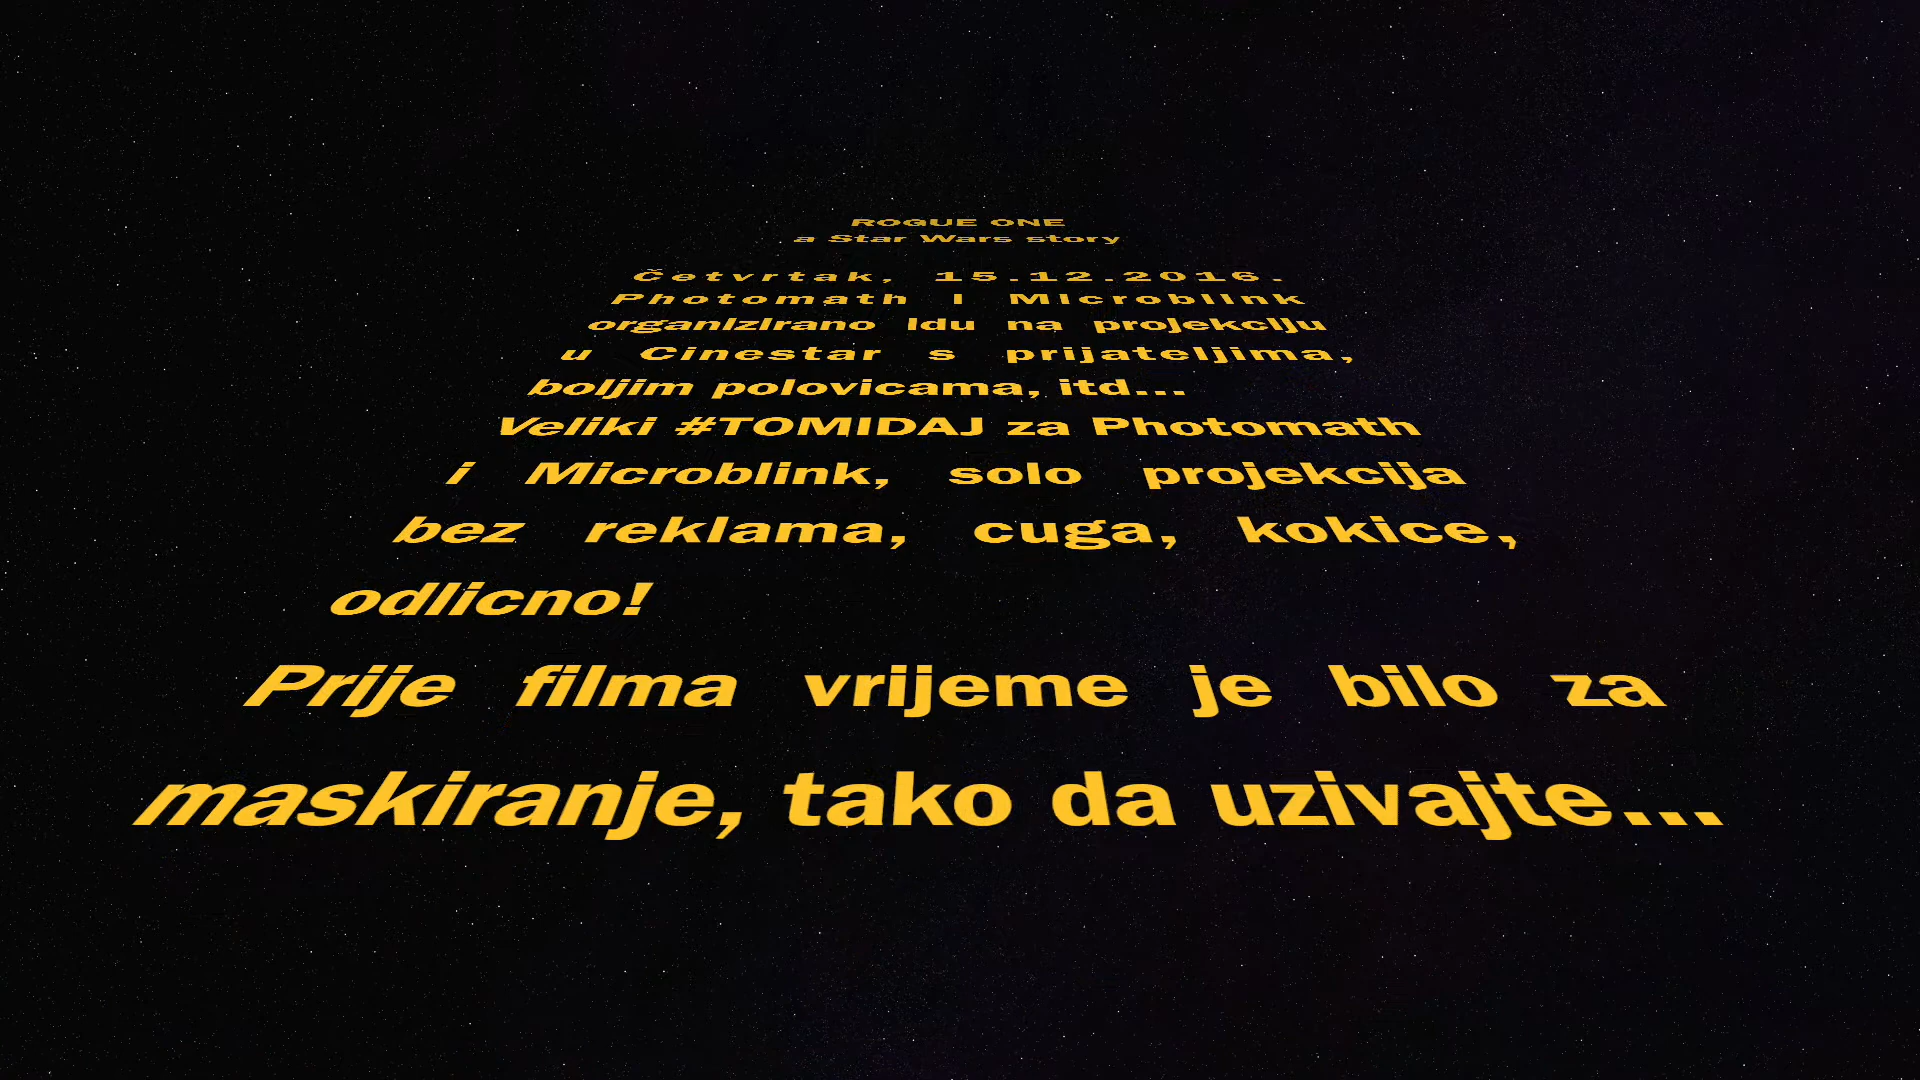 ROGUE ONE
a Star Wars story
Četvrtak, 15.12.2016.
Photomath i Microblink
organizirano idu na projekciju
u Cinestar s prijateljima,
boljim polovicama, itd...
Veliki #TOMIDAJ za Photomath
i Microblink, solo projekcija
bez reklama, cuga, kokice,
odlicno!
Prije filma vrijeme je bilo za
maskiranje, tako da uzivajte...